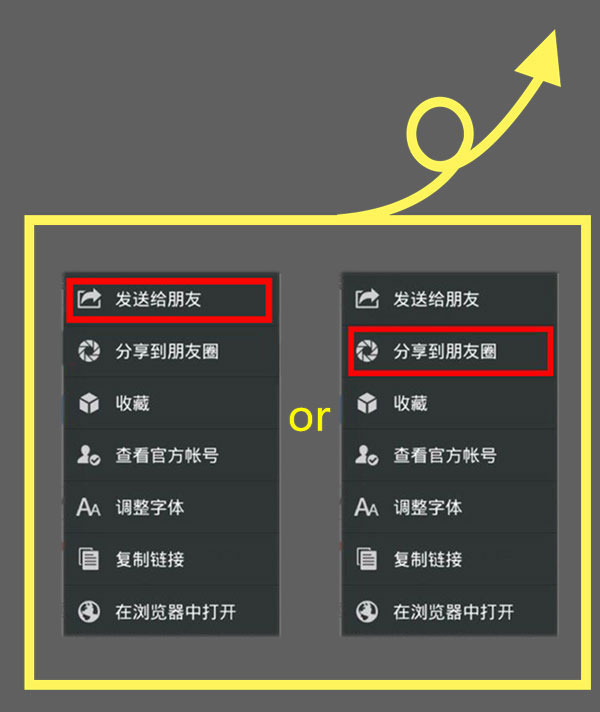 发送给朋友
分享到朋友圈
收藏
查看官方帐号
调整字体
复制链接
在浏览器中打开
or
发送给朋友
分享到朋友圈
收藏
查看官方帐号
调整字体
复制链接
在浏览器中打开